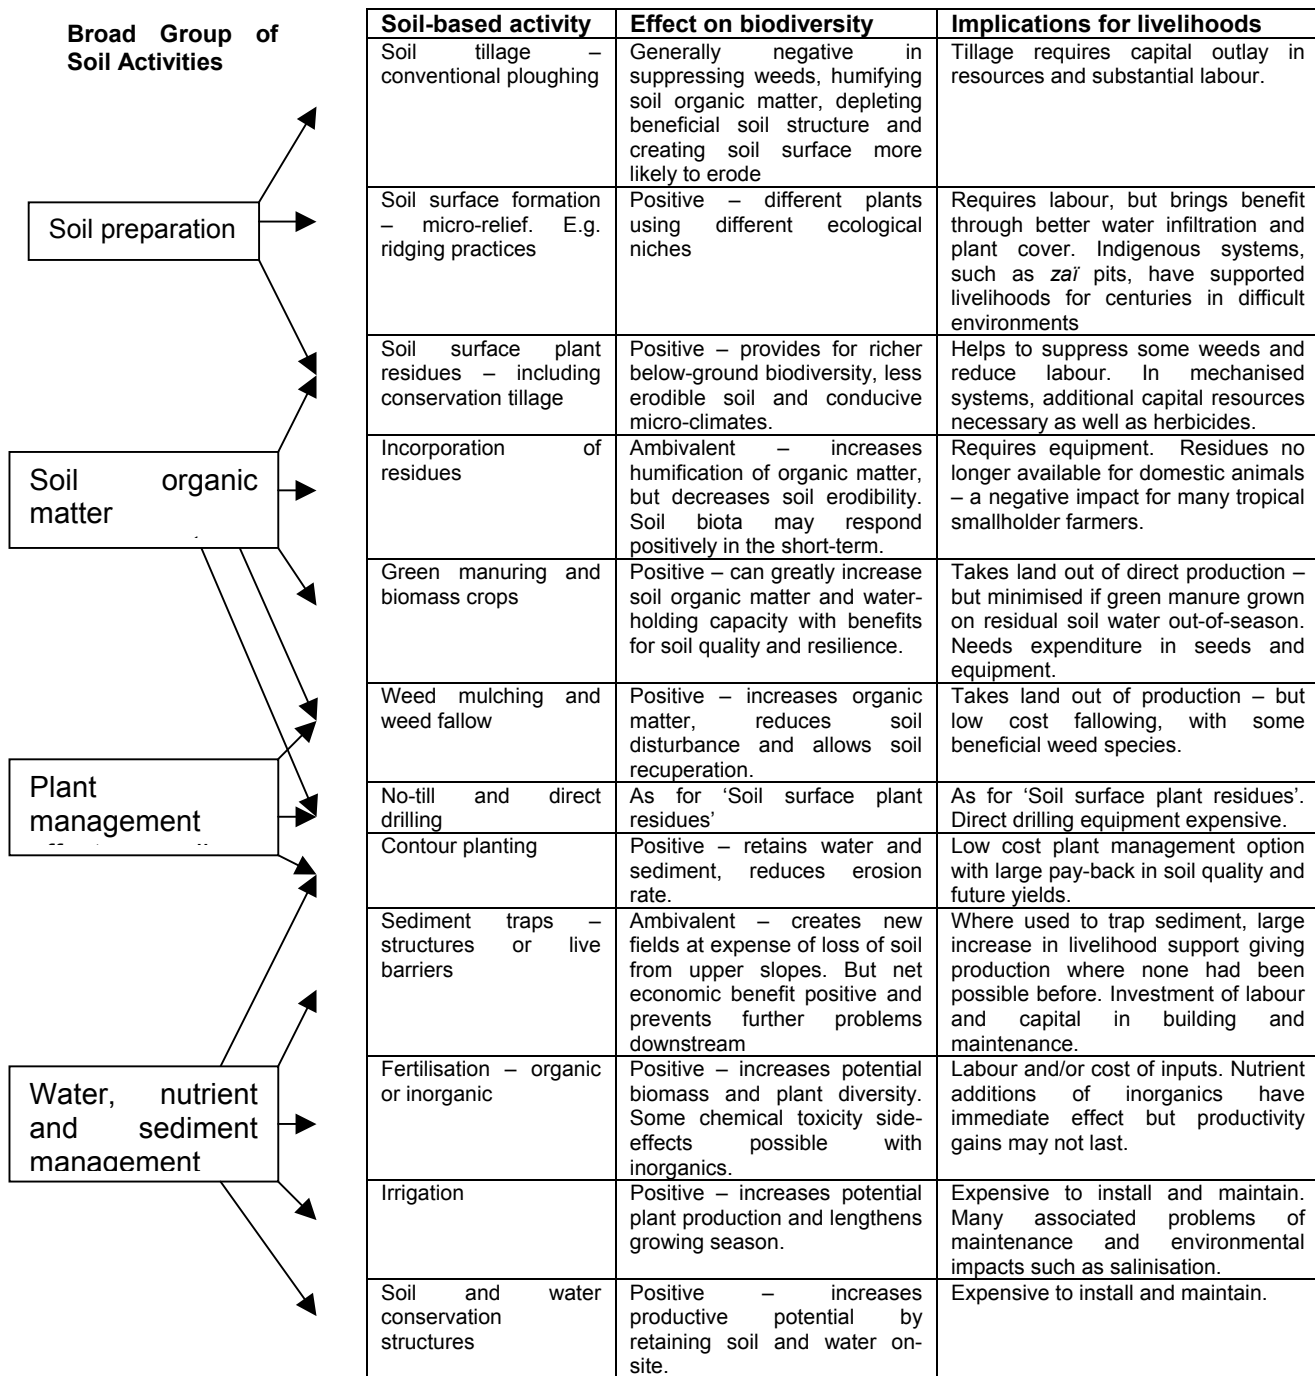 Broad Group of
Soil Activities
Soil preparation
Soil organic
matter
Plant
management
Water, nutrient
and sediment
management
Soil-based activity
Effect on biodiversity
Implications for livelihoods
Soil tillage –
conventional ploughing
Generally negative in
suppressing weeds, humifying
soil organic matter, depleting
beneficial soil structure and
creating soil surface more
likely to erode
Tillage requires capital outlay in
resources and substantial labour.
Soil surface formation
– micro-relief. E.g.
ridging practices
Positive – different plants
using different ecological
niches
Requires labour, but brings benefit
through better water infiltration and
plant cover. Indigenous systems,
such as zaï pits, have supported
livelihoods for centuries in difficult
environments
Soil surface plant
residues – including
conservation tillage
Positive – provides for richer
below-ground biodiversity, less
erodible soil and conducive
micro-climates.
Helps to suppress some weeds and
reduce labour. In mechanised
systems, additional capital resources
necessary as well as herbicides.
Incorporation of
residues
Ambivalent – increases
humification of organic matter,
but decreases soil erodibility.
Soil biota may respond
positively in the short-term.
Requires equipment. Residues no
longer available for domestic animals
– a negative impact for many tropical
smallholder farmers.
Green manuring and
biomass crops
Positive – can greatly increase
soil organic matter and water-
holding capacity with benefits
for soil quality and resilience.
Takes land out of direct production –
but minimised if green manure grown
on residual soil water out-of-season.
Needs expenditure in seeds and
equipment.
Weed mulching and
weed fallow
Positive – increases organic
matter, reduces soil
disturbance and allows soil
recuperation.
Takes land out of production – but
low cost fallowing, with some
beneficial weed species.
No-till and direct
drilling
As for ‘Soil surface plant
residues’
As for ‘Soil surface plant residues’.
Direct drilling equipment expensive.
Contour planting
Positive – retains water and
sediment, reduces erosion
rate.
Low cost plant management option
with large pay-back in soil quality and
future yields.
Sediment traps –
structures or live
barriers
Ambivalent – creates new
fields at expense of loss of soil
from upper slopes. But net
economic benefit positive and
prevents further problems
downstream
Where used to trap sediment, large
increase in livelihood support giving
production where none had been
possible before. Investment of labour
and capital in building and
maintenance.
Fertilisation – organic
or inorganic
Positive – increases potential
biomass and plant diversity.
Some chemical toxicity side-
effects possible with
inorganics.
Labour and/or cost of inputs. Nutrient
additions of inorganics have
immediate effect but productivity
gains may not last.
Irrigation
Positive – increases potential
plant production and lengthens
growing season.
Expensive to install and maintain.
Many associated problems of
maintenance and environmental
impacts such as salinisation.
Soil and water
conservation
structures
Positive – increases
productive potential by
retaining soil and water on-
site.
Expensive to install and maintain.